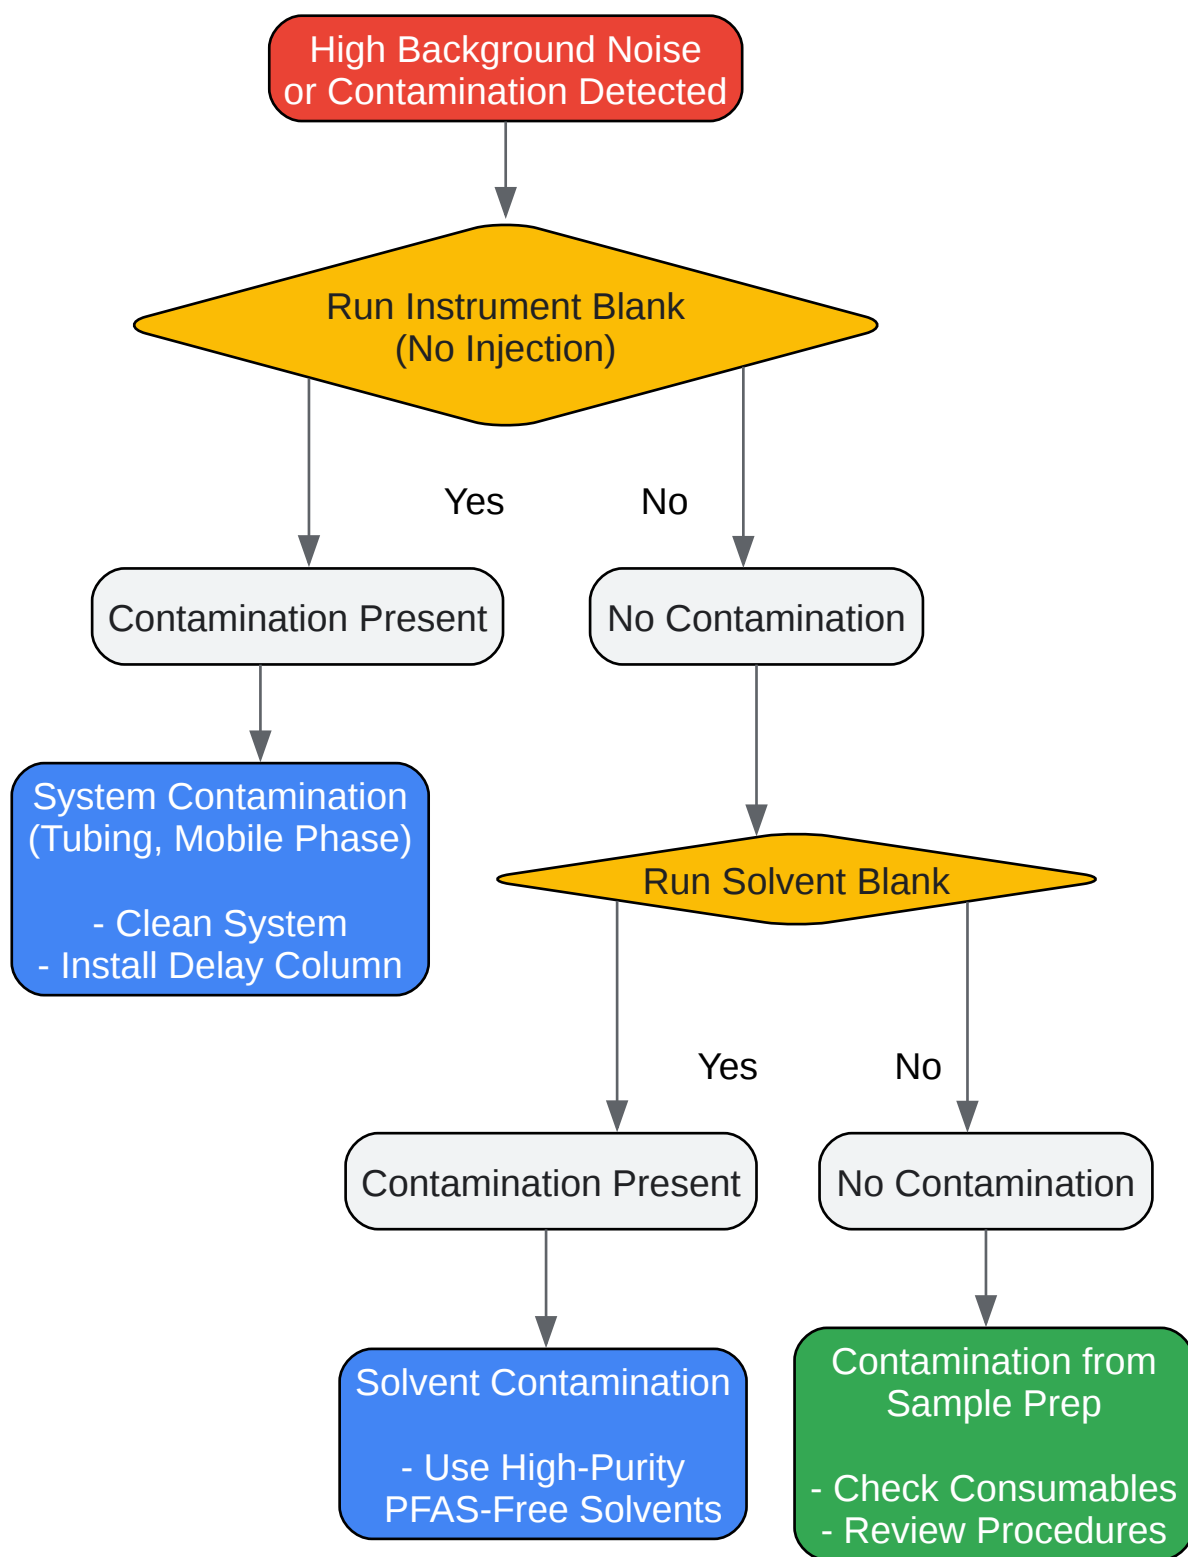 High Background Noise
or Contamination Detected
Run Instrument Blank
(No Injection)
Yes
No
Contamination Present
No Contamination
System Contamination
(Tubing, Mobile Phase)
- Clean System
- Install Delay Column
Run Solvent Blank
Yes
No
Contamination Present
No Contamination
Solvent Contamination
- Use High-Purity
PFAS-Free Solvents
Contamination from
Sample Prep
- Check Consumables
- Review Procedures